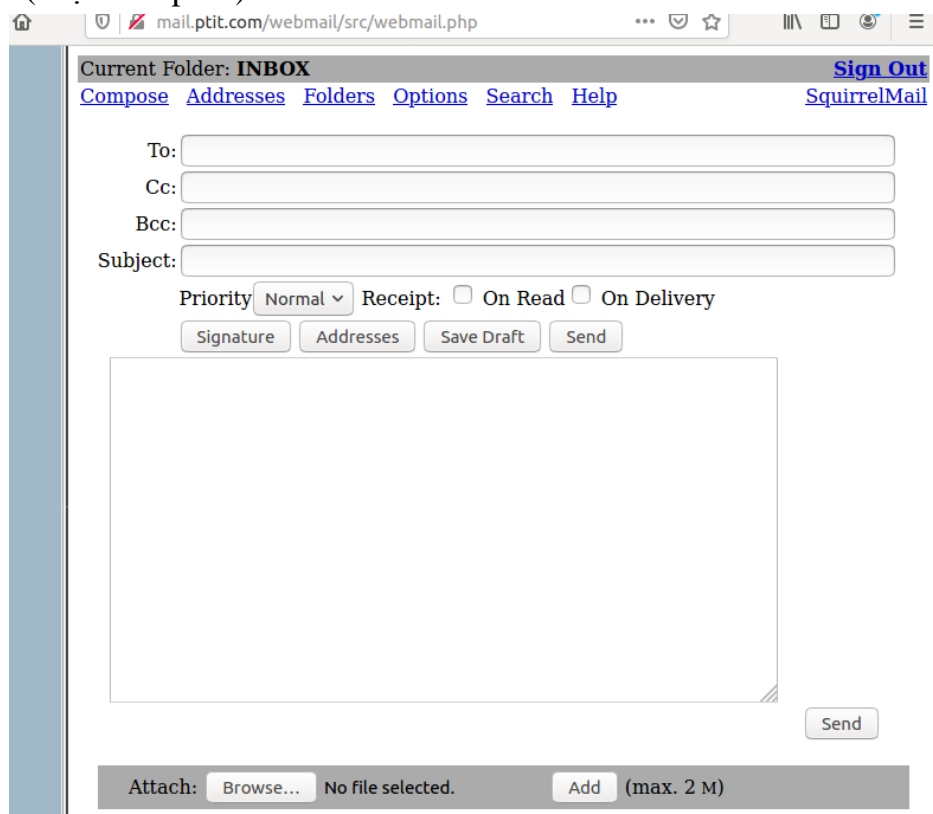 mail.ptit.com/webmail/src/webmail.php
Current Folder: INBOX Sign Out
Compose Addresses Folders Options Search Help SquirrelMail
To:
Cc:
Bcc:
Subject:
Priority Normal Receipt: On Read On Delivery
Signature Addresses Save Draft Send
Send
Attach: Browse... No file selected. Add (max. 2 M)